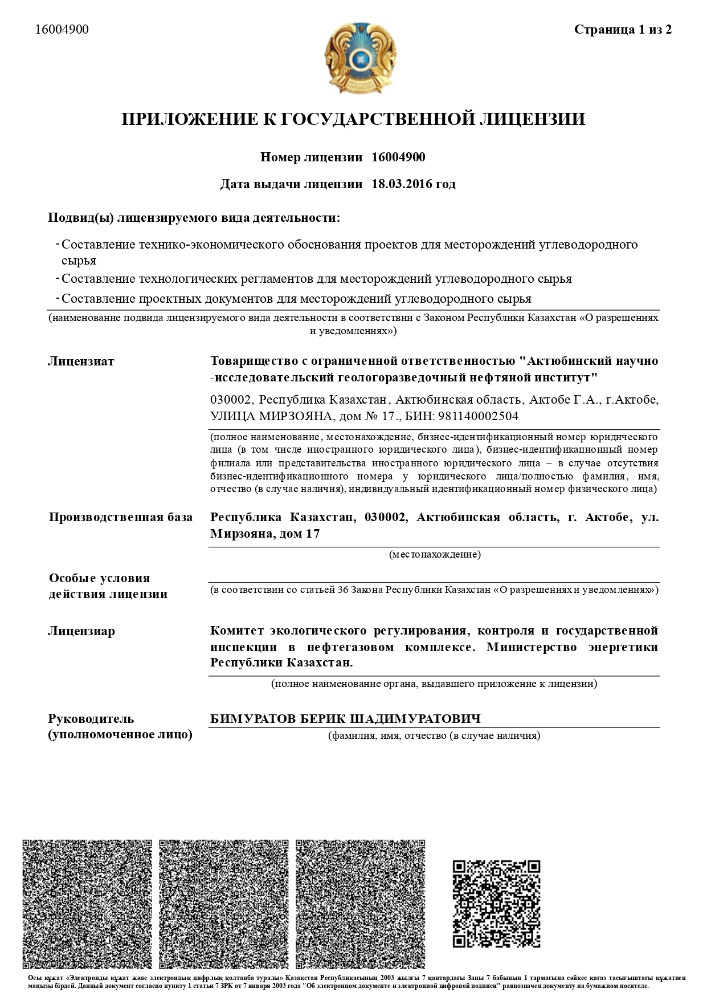 16004900
Страница 1 из 2
ПРИЛОЖЕНИЕ К ГОСУДАРСТВЕННОЙ ЛИЦЕНЗИИ
Номер лицензии 16004900
Дата выдачи лицензии 18.03.2016 год
Подвид(ы) лицензируемого вида деятельности:
- Составление технико-экономического обоснования проектов для месторождений углеводородного
сырья
- Составление технологических регламентов для месторождений углеводородного сырья
- Составление проектных документов для месторождений углеводородного сырья
(наименование подвида лицензируемого вида деятельности в соответствии с Законом Республики Казахстан «О разрешениях
и уведомлениях»)
Лицензиат
Товарищество с ограниченной ответственностью "Актюбинский научно
-исследовательский геологоразведочный нефтяной институт"
030002, Республика Казахстан, Актюбинская область, Актобе Г.А., г.Актобе,
УЛИЦА МИРЗОЯНА, дом № 17., БИН: 981140002504
(полное наименование, местонахождение, бизнес-идентификационный номер юридического
лица (в том числе иностранного юридического лица), бизнес-идентификационный номер
филиала или представительства иностранного юридического лица – в случае отсутствия
бизнес-идентификационного номера у юридического лица/полностью фамилия, имя,
отчество (в случае наличия), индивидуальный идентификационный номер физического лица)
Производственная база
Республика Казахстан, 030002, Актюбинская область, г. Актобе, ул.
Мирзояна, дом 17
(местонахождение)
Особые условия
действия лицензии
(в соответствии со статьей 36 Закона Республики Казахстан «О разрешениях и уведомлениях»)
Лицензиар
Комитет экологического регулирования, контроля и государственной
инспекции в нефтегазовом комплексе. Министерство энергетики
Республики Казахстан.
(полное наименование органа, выдавшего приложение к лицензии)
Руководитель
(уполномоченное лицо)
БИМУРАТОВ БЕРИК ШАДИМУРАТОВИЧ
(фамилия, имя, отчество (в случае наличия)
Осы құжат «Электронды құжат және электрондық цифрлық қолтаңба туралы» Қазақстан Республикасының 2003 жылғы 7 қаңтардағы Заңы 7 бабының 1 тармағына сәйкес қағаз тасығыштағы құжатпен
маңызы бірдей. Данный документ согласно пункту 1 статьи 7 ЗРК от 7 января 2003 года "Об электронном документе и электронной цифровой подписи" равнозначен документу на бумажном носителе.